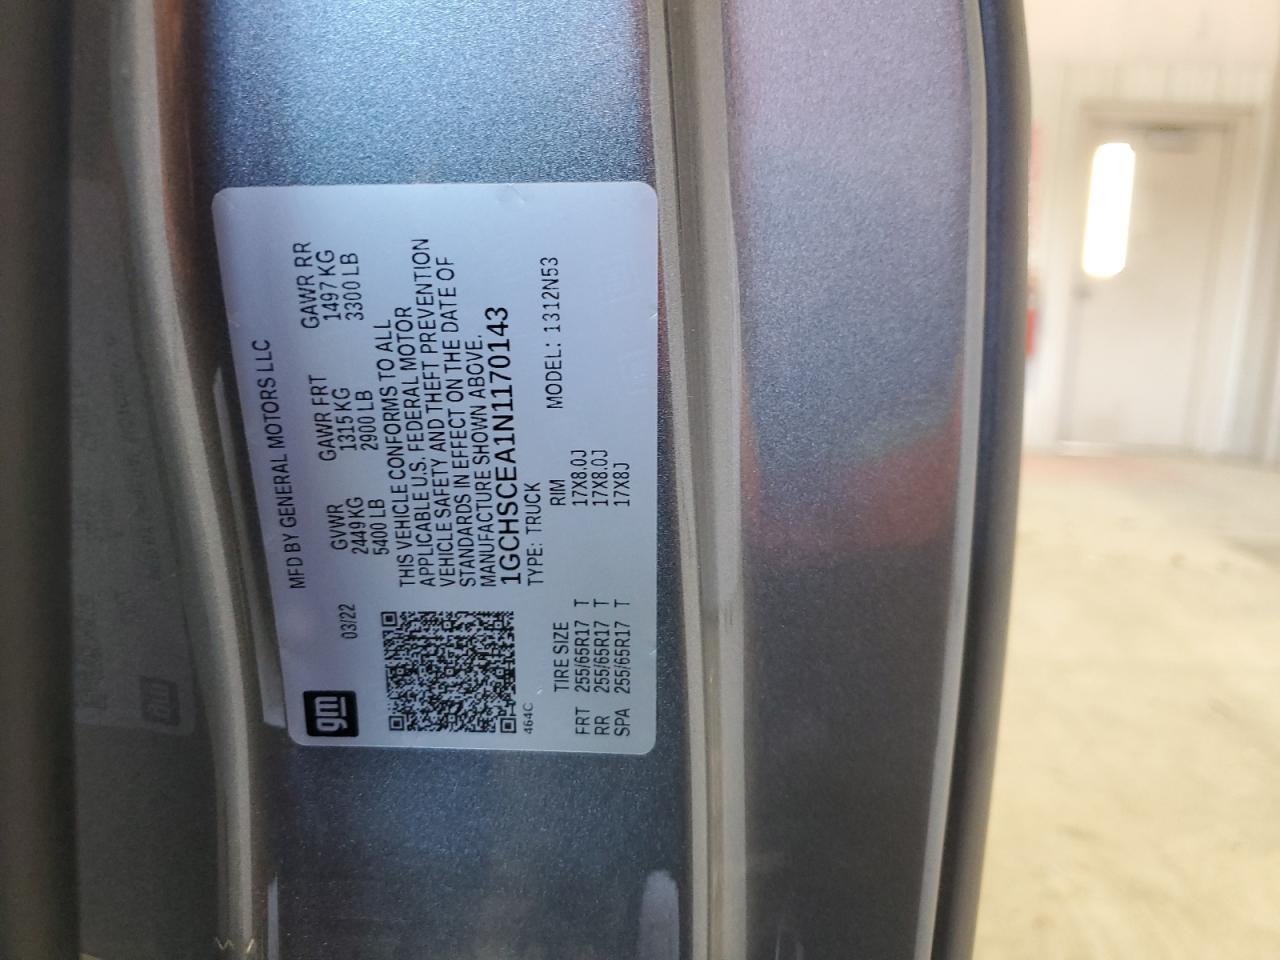 MFD BY GENERAL MOTORS LLC
gm
03/22
GVWR GAWR FRT GAWR RR
2449 KG 1315 KG 1497 KG
5400 LB 2900 LB 3300 LB
THIS VEHICLE CONFORMS TO ALL
APPLICABLE U.S. FEDERAL MOTOR
VEHICLE SAFETY AND THEFT PREVENTION
STANDARDS IN EFFECT ON THE DATE OF
MANUFACTURE SHOWN ABOVE.
1GCHSCEA1N1170143
464C
TYPE: TRUCK
MODEL: 1312N53
TIRE SIZE RIM
FRT 255/65R17 T 17X8.0J
RR 255/65R17 T 17X8.0J
SPA 255/65R17 T 17X8J